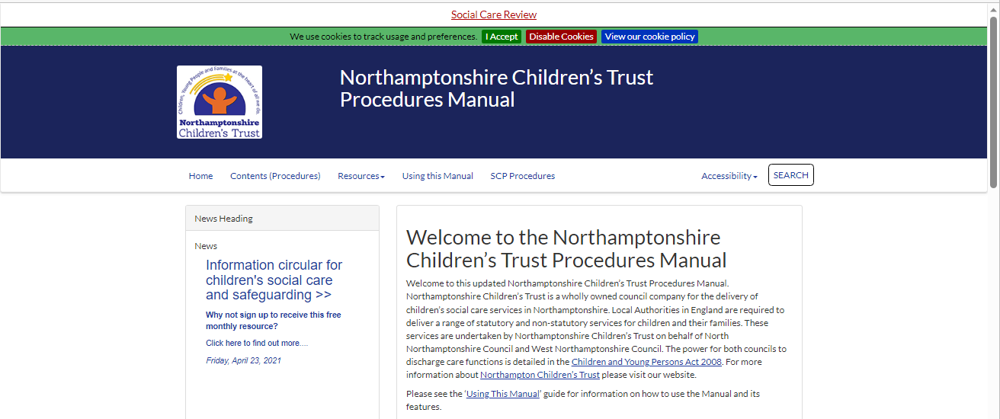 Social Care Review
We use cookies to track usage and preferences. I Accept Disable Cookies View our cookie policy
Children, Young People and Families at the heart of all we do.
Northamptonshire
Children's Trust
Northamptonshire Children's Trust
Procedures Manual
Home Contents (Procedures) Resources Using this Manual SCP Procedures Accessibility SEARCH
News Heading
News
Information circular for
children's social care
and safeguarding >>
Why not sign up to receive this free
monthly resource?
Click here to find out more....
Friday, April 23, 2021
Welcome to the Northamptonshire
Children's Trust Procedures Manual
Welcome to this updated Northamptonshire Children's Trust Procedures Manual.
Northamptonshire Children's Trust is a wholly owned council company for the delivery of
children's social care services in Northamptonshire. Local Authorities in England are required to
deliver a range of statutory and non-statutory services for children and their families. These
services are undertaken by Northamptonshire Children's Trust on behalf of North
Northamptonshire Council and West Northamptonshire Council. The power for both councils to
discharge care functions is detailed in the Children and Young Persons Act 2008. For more
information about Northampton Children's Trust please visit our website.
Please see the 'Using This Manual' guide for information on how to use the Manual and its
features.